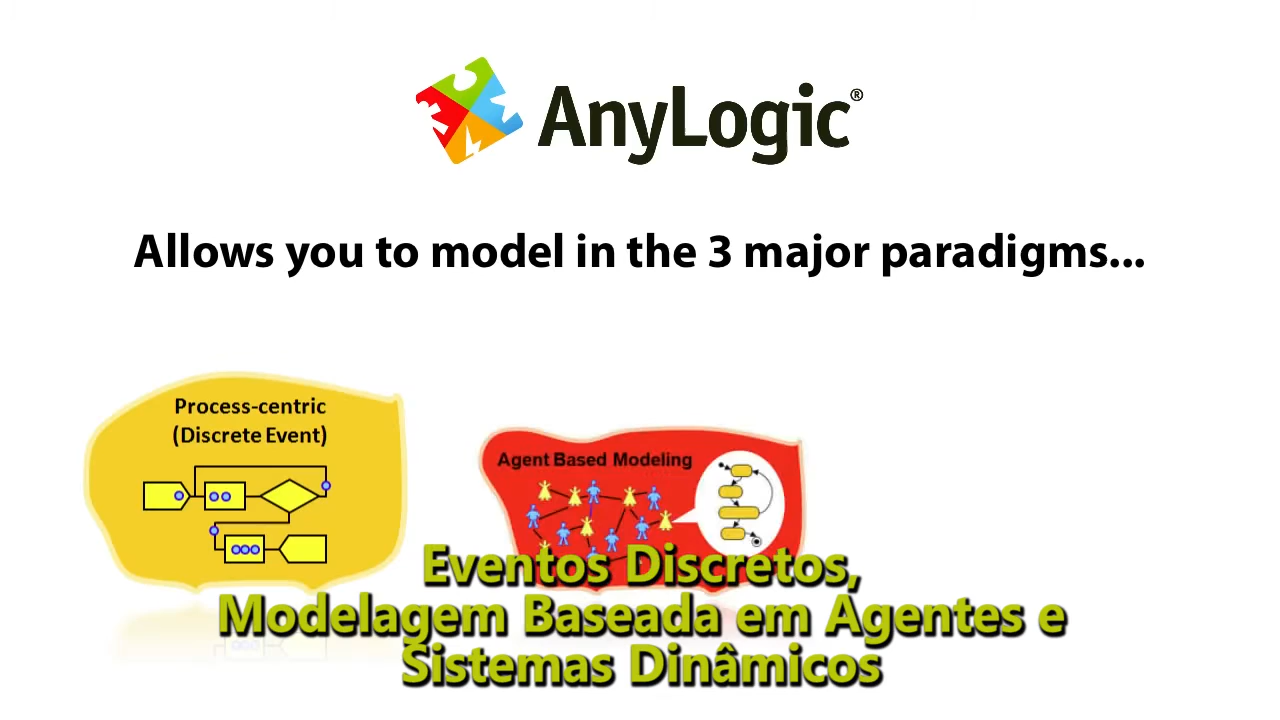 AnyLogic®
Allows you to model in the 3 major paradigms...
Process-centric
(Discrete Event)
Agent Based Modeling
Eventos Discretos,
Modelagem Baseada em Agentes e
Sistemas Dinâmicos